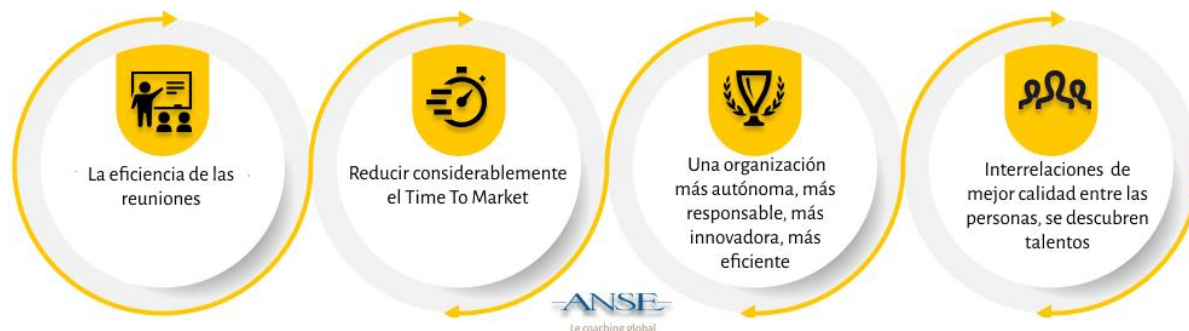 La eficiencia de las
reuniones
Reducir considerablemente
el Time To Market
Una organización
más autónoma, más
responsable, más
innovadora, más
eficiente
Interrelaciones de
mejor calidad entre las
personas, se descubren
talentos
ANSE
Le coaching global